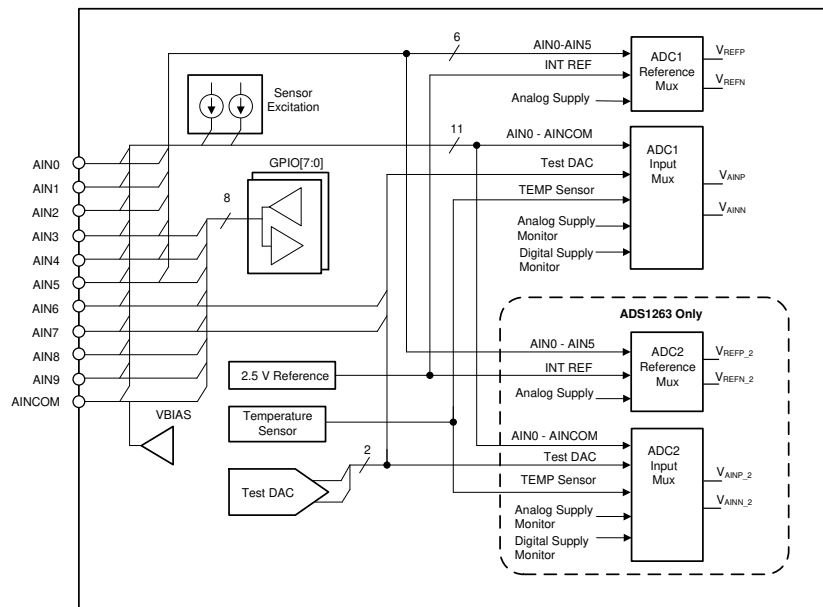 6
AIN0-AIN5
INT REF
Analog Supply
ADC1
Reference
Mux
VREFP
VREFN
Sensor
Excitation
11
AIN0 - AINCOM
Test DAC
TEMP Sensor
Analog Supply
Monitor
Digital Supply
Monitor
ADC1
Input
Mux
VAINP
VAINN
GPIO[7:0]
8
AIN0
AIN1
AIN2
AIN3
AIN4
AIN5
AIN6
AIN7
AIN8
AIN9
AINCOM
VBIAS
2.5 V Reference
Temperature
Sensor
Test DAC
2
ADS1263 Only
AIN0 - AIN5
INT REF
Analog Supply
ADC2
Reference
Mux
VREFP_2
VREFN_2
AIN0 - AINCOM
Test DAC
TEMP Sensor
Analog Supply
Monitor
Digital Supply
Monitor
ADC2
Input
Mux
VAINP_2
VAINN_2